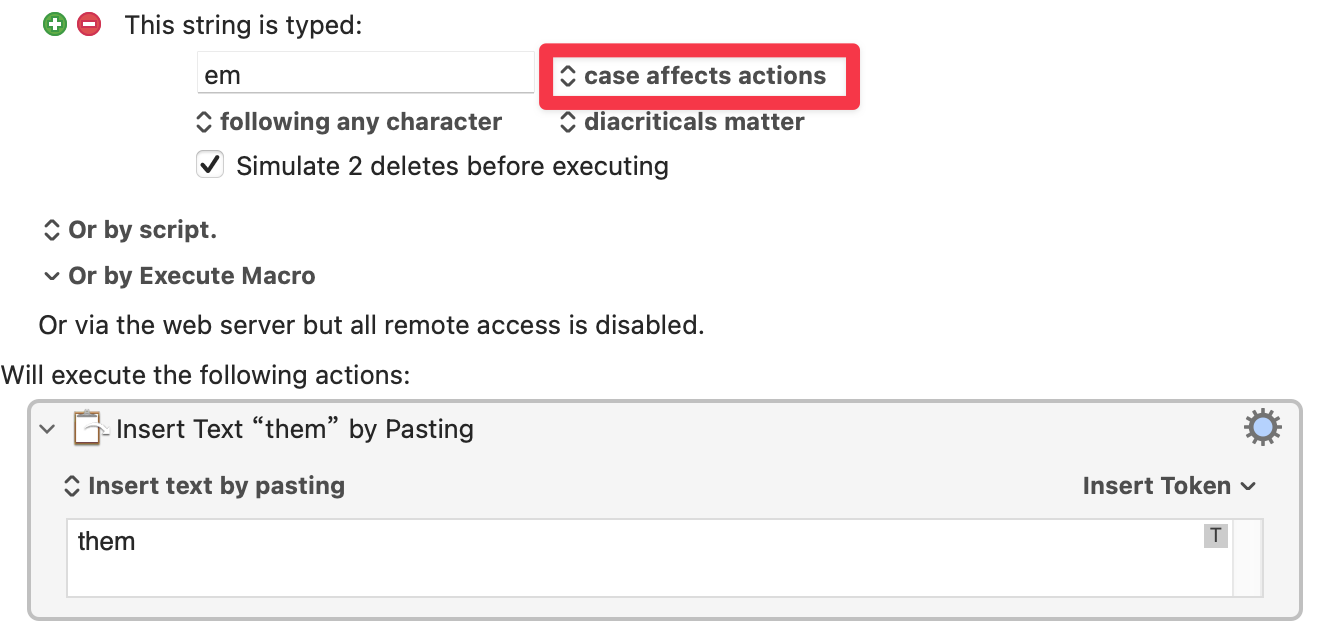 This string is typed:
em case affects actions
following any character diacriticals matter
Simulate 2 deletes before executing
Or by script.
Or by Execute Macro
Or via the web server but all remote access is disabled.
Will execute the following actions:
Insert Text “them” by Pasting
Insert text by pasting Insert Token
them T